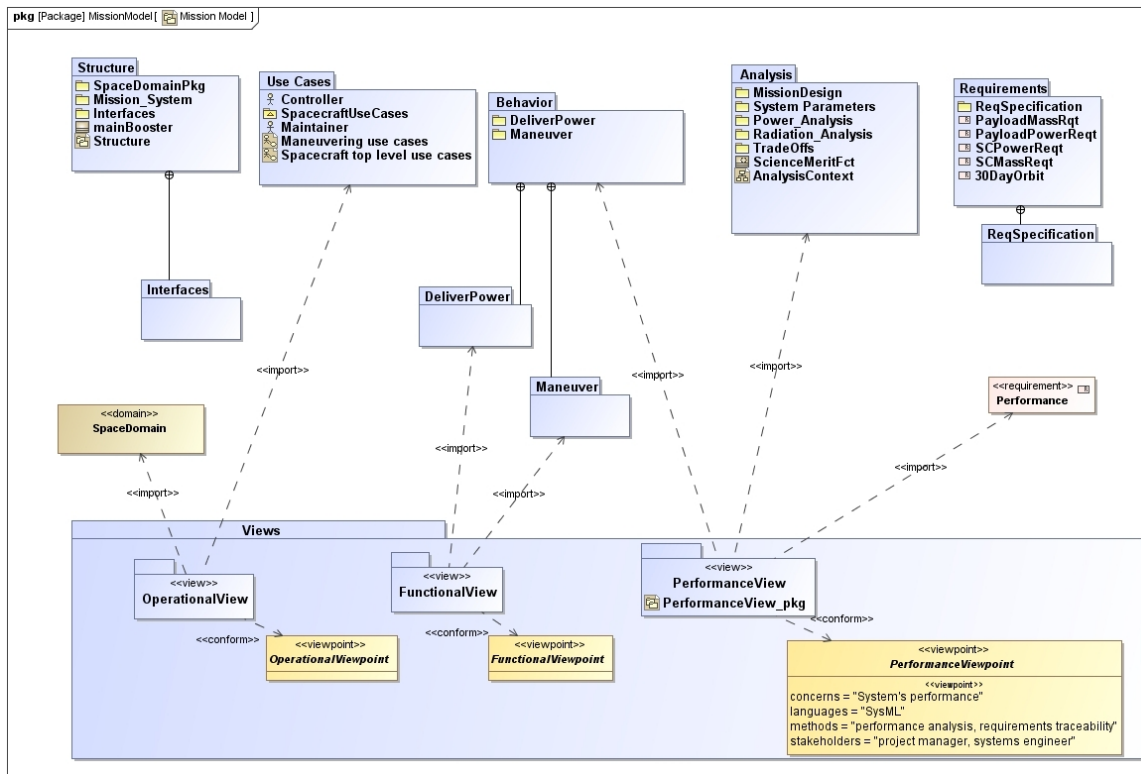 pkg [Package] MissionModel [ Mission Model ]
Structure
SpaceDomainPkg
Mission_System
Interfaces
mainBooster
Structure
Use Cases
Controller
SpacecraftUseCases
Maintainer
Maneuvering use cases
Spacecraft top level use cases
Behavior
DeliverPower
Maneuver
Analysis
MissionDesign
System Parameters
Power_Analysis
Radiation_Analysis
TradeOffs
ScienceMeritFct
AnalysisContext
Requirements
ReqSpecification
PayloadMassRqt
PayloadPowerReqt
SCPowerReqt
SCMassReqt
30DayOrbit
ReqSpecification
Interfaces
DeliverPower
Maneuver
<<import>>
<<import>>
<<import>>
<<requirement>>
Performance
<<domain>>
SpaceDomain
<<import>>
<<import>>
<<import>>
<<import>>
Views
<<view>>
OperationalView
<<view>>
FunctionalView
<<view>>
PerformanceView
PerformanceView_pkg
<<conform>>
<<conform>>
<<conform>>
<<viewpoint>>
OperationalViewpoint
<<viewpoint>>
FunctionalViewpoint
<<viewpoint>>
PerformanceViewpoint
<<viewpoint>>
concerns = "System's performance"
languages = "SysML"
methods = "performance analysis, requirements traceability"
stakeholders = "project manager, systems engineer"